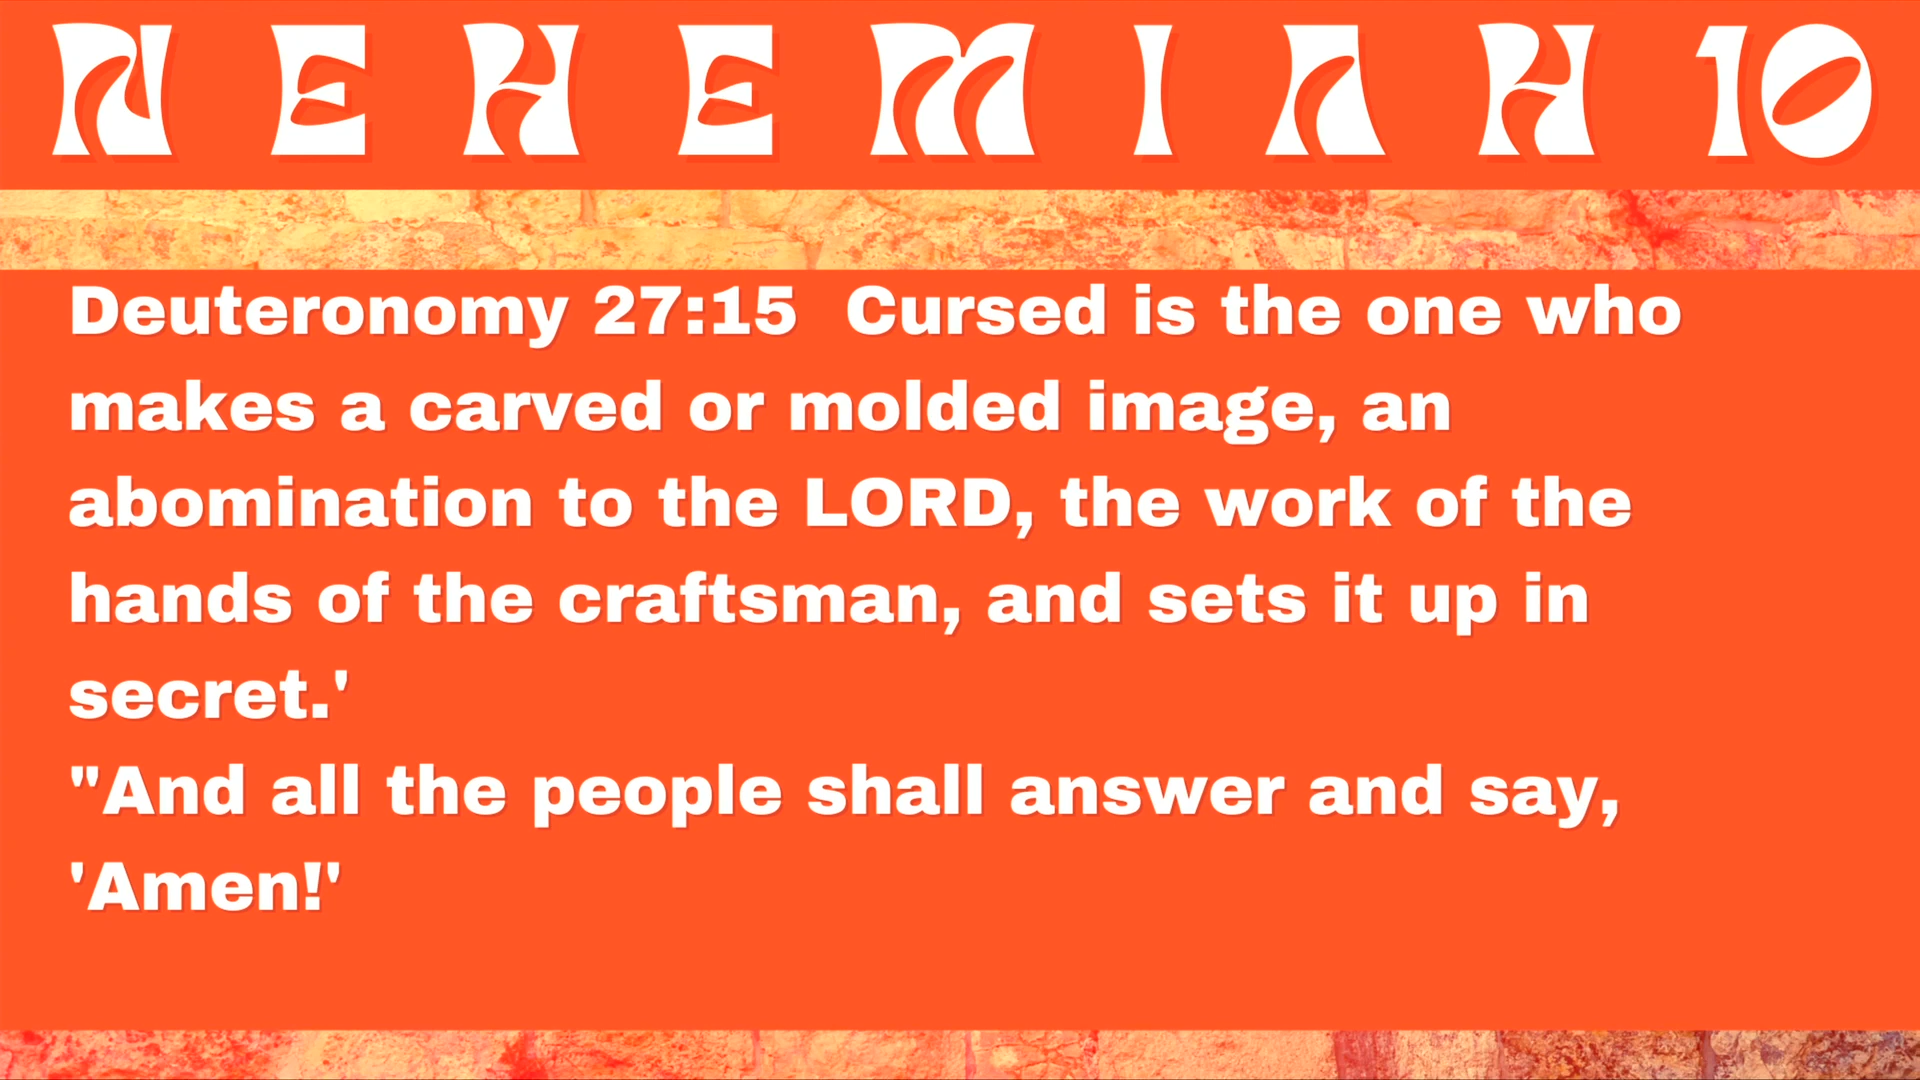 NEHEMIAH 10
Deuteronomy 27:15  Cursed is the one who
makes a carved or molded image, an
abomination to the LORD, the work of the
hands of the craftsman, and sets it up in
secret.'
"And all the people shall answer and say,
'Amen!'